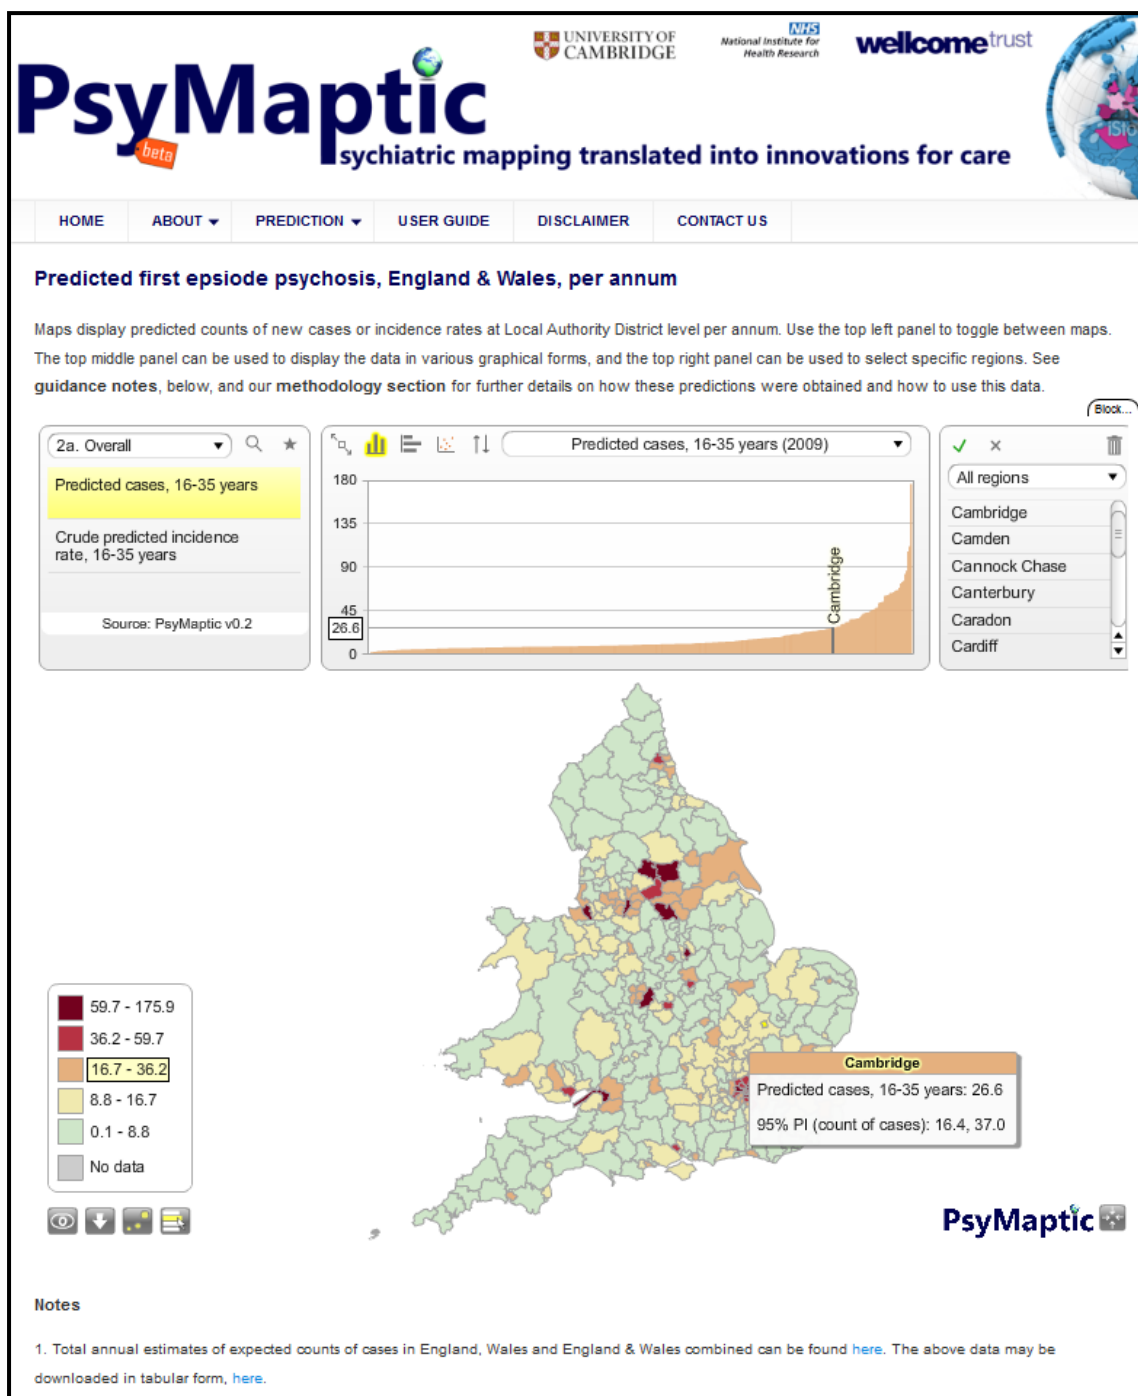 UNIVERSITY OF
CAMBRIDGE
NHS
National Institute for
Health Research
wellcometrust
PsyMaptic
beta
sychiatric mapping translated into innovations for care
HOME ABOUT PREDICTION USER GUIDE DISCLAIMER CONTACT US
Predicted first epsiode psychosis, England & Wales, per annum
Maps display predicted counts of new cases or incidence rates at Local Authority District level per annum. Use the top left panel to toggle between maps.
The top middle panel can be used to display the data in various graphical forms, and the top right panel can be used to select specific regions. See
guidance notes, below, and our methodology section for further details on how these predictions were obtained and how to use this data.
Block...
2a. Overall
Predicted cases, 16-35 years
Crude predicted incidence
rate, 16-35 years
Source: PsyMaptic v0.2
Predicted cases, 16-35 years (2009)
180
135
90
45
26.6
0
Cambridge
All regions
Cambridge
Camden
Cannock Chase
Canterbury
Caradon
Cardiff
59.7 - 175.9
36.2 - 59.7
16.7 - 36.2
8.8 - 16.7
0.1 - 8.8
No data
Cambridge
Predicted cases, 16-35 years: 26.6
95% PI (count of cases): 16.4, 37.0
PsyMaptic
Notes
1. Total annual estimates of expected counts of cases in England, Wales and England & Wales combined can be found here. The above data may be
downloaded in tabular form, here.